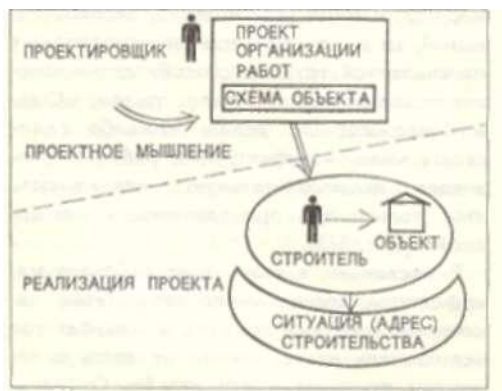 ПРОЕКТИРОВЩИК
ПРОЕКТ
ОРГАНИЗАЦИИ
РАБОТ
СХЕМА ОБЪЕКТА
ПРОЕКТНОЕ МЫШЛЕНИЕ
СТРОИТЕЛЬ
ОБЪЕКТ
РЕАЛИЗАЦИЯ ПРОЕКТА
СИТУАЦИЯ (АДРЕС)
СТРОИТЕЛЬСТВА